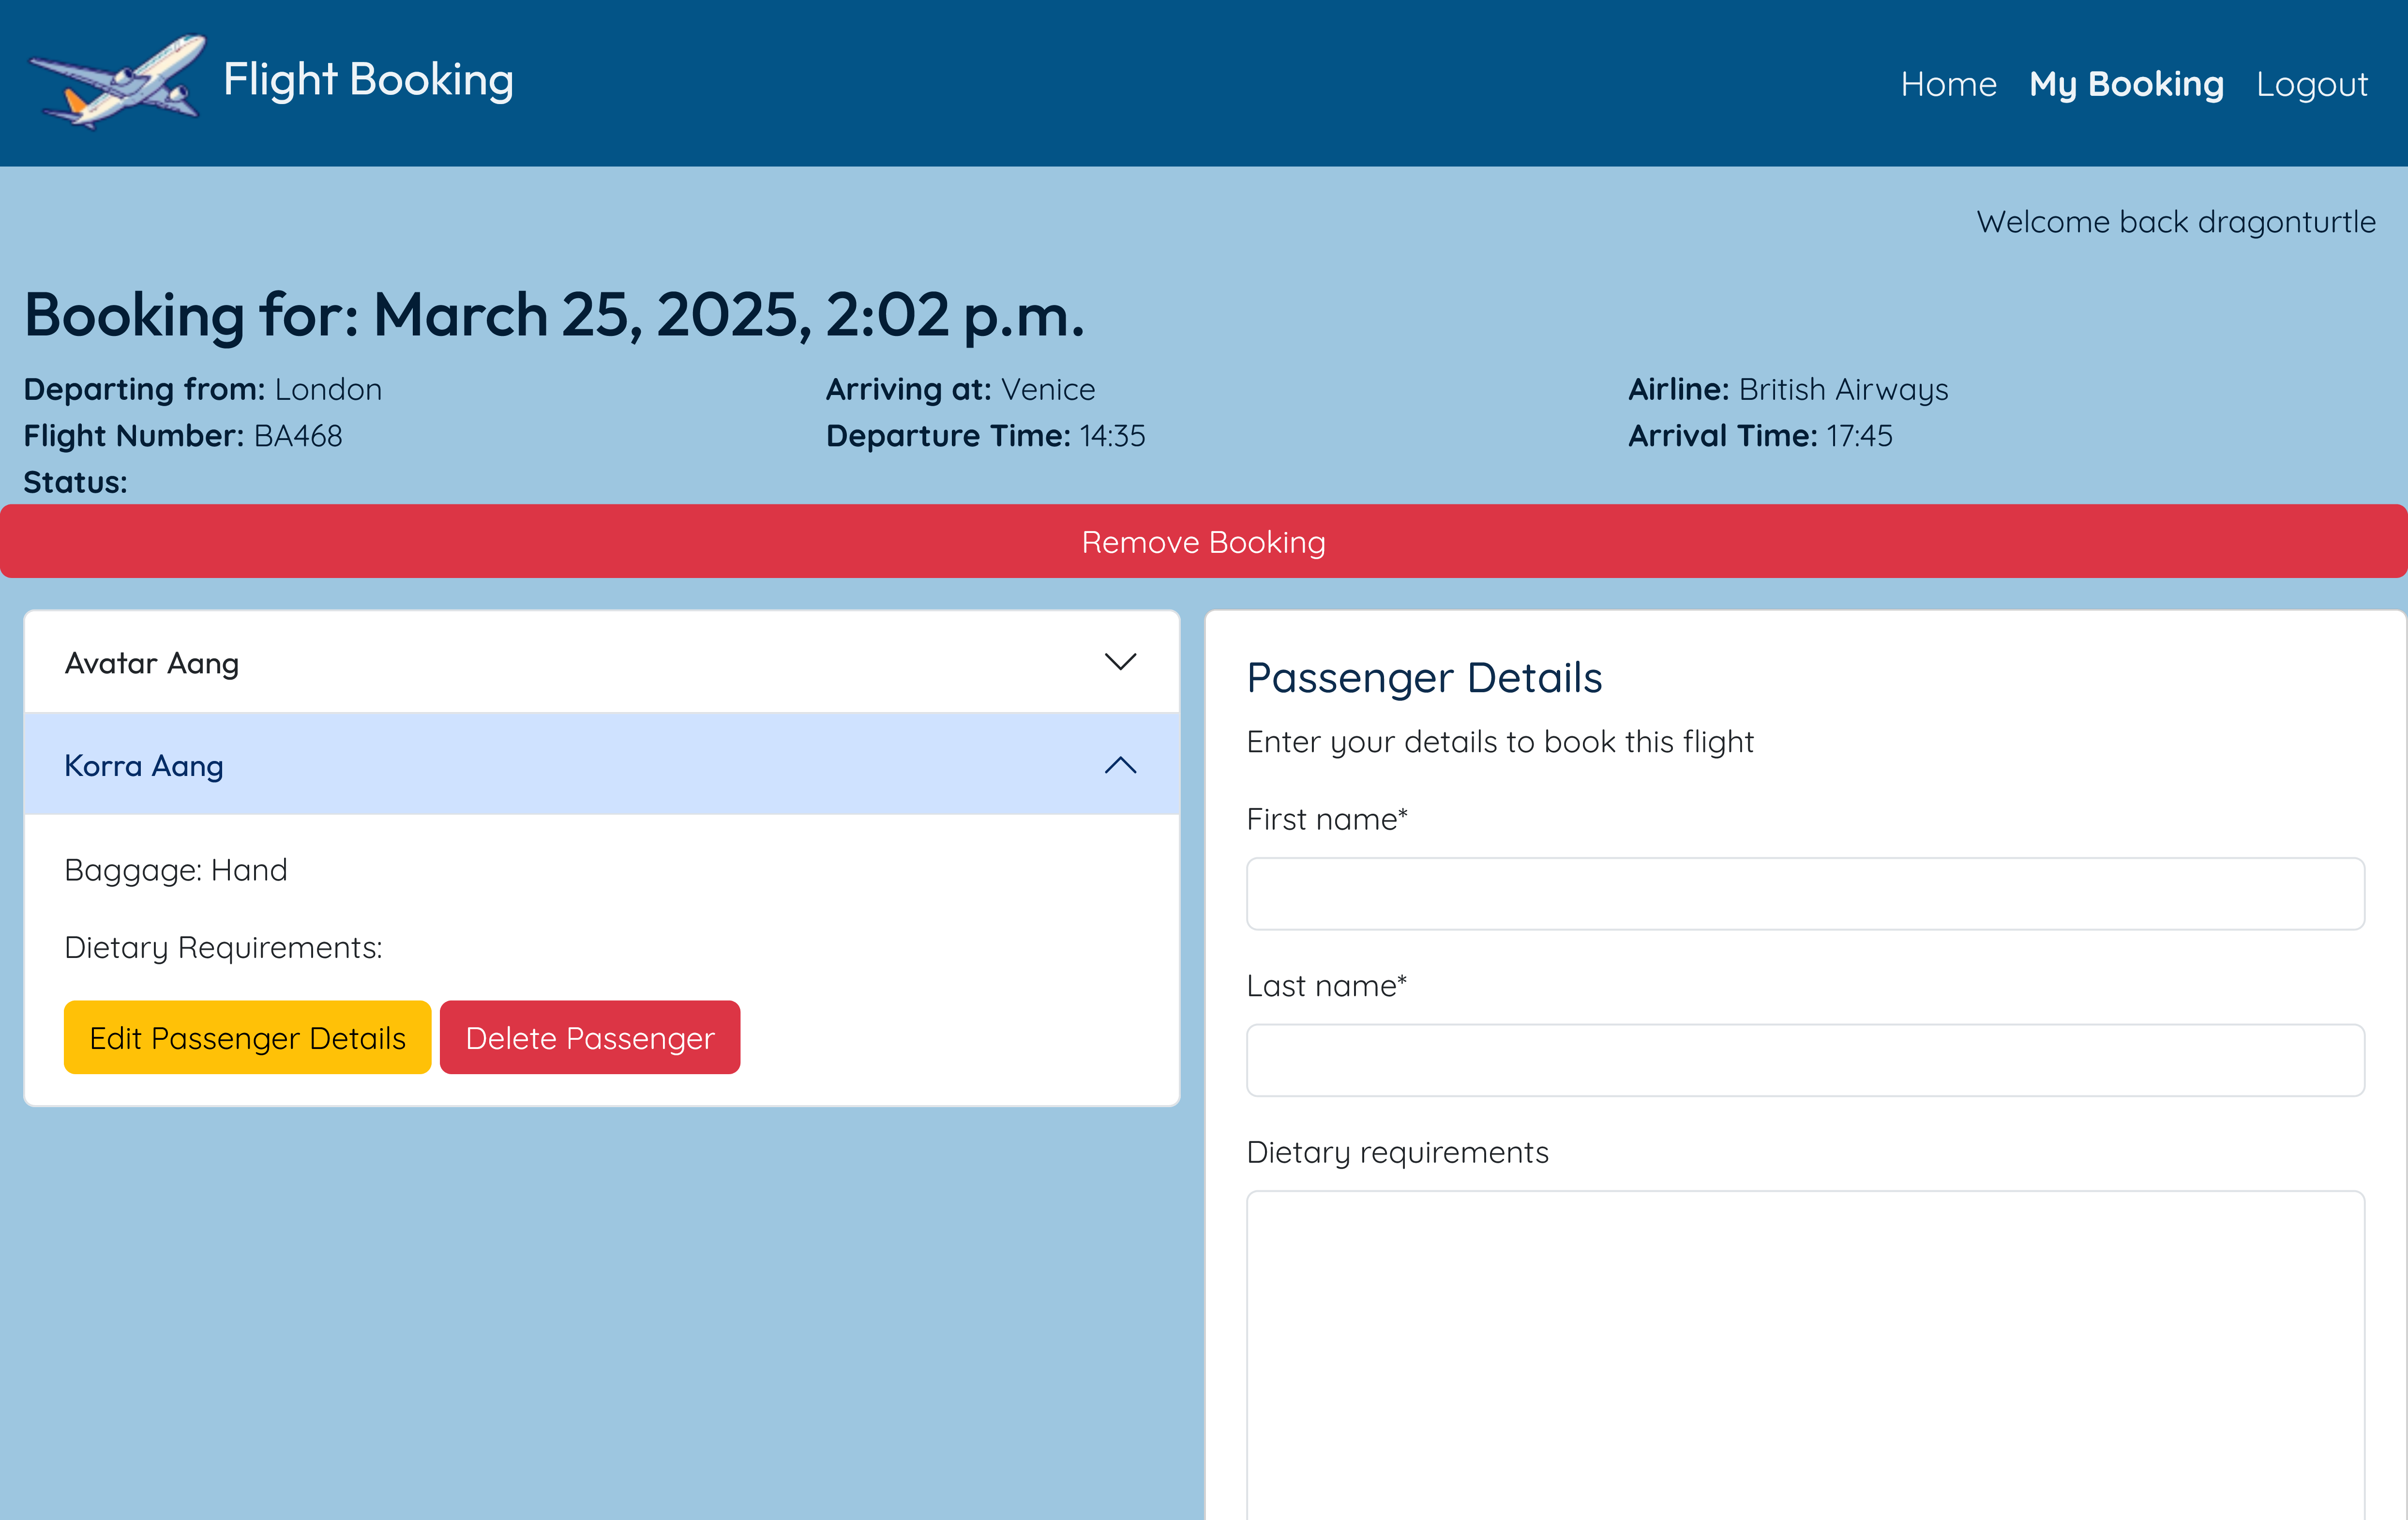 Flight Booking
Home My Booking Logout
Welcome back dragonturtle
Booking for: March 25, 2025, 2:02 p.m.
Departing from: London
Arriving at: Venice
Airline: British Airways
Flight Number: BA468
Departure Time: 14:35
Arrival Time: 17:45
Status:
Remove Booking
Avatar Aang
Korra Aang
Baggage: Hand
Dietary Requirements:
Edit Passenger Details
Delete Passenger
Passenger Details
Enter your details to book this flight
First name*
Last name*
Dietary requirements